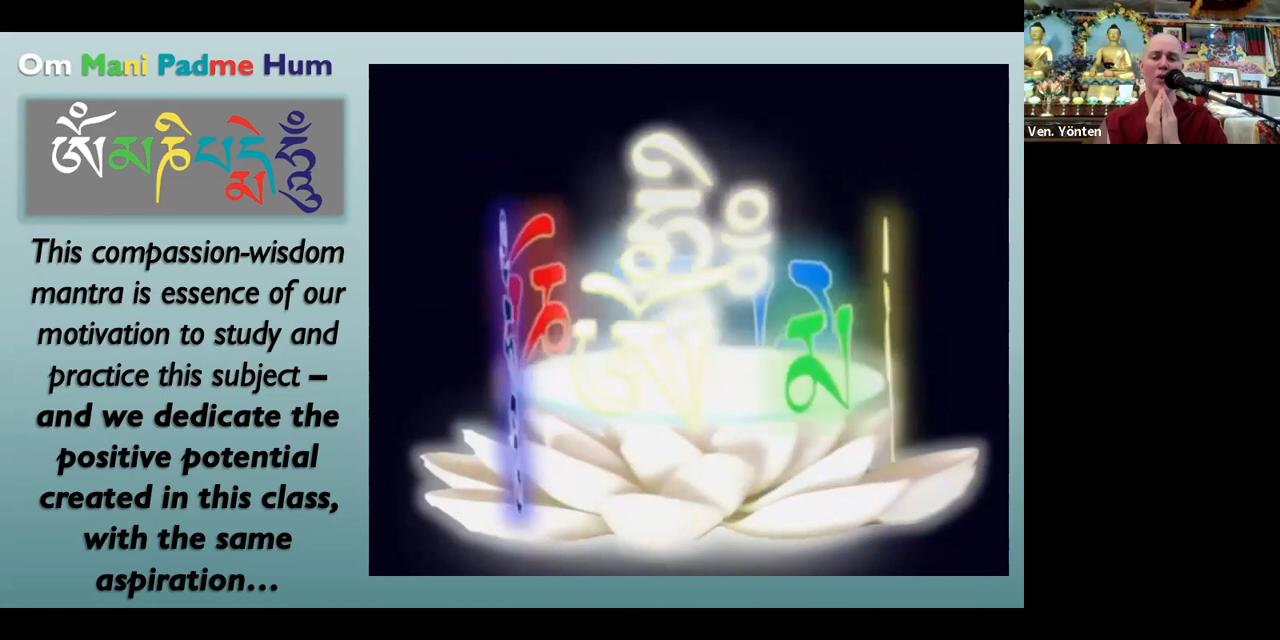 Om Mani Padme Hum
ༀམཎིཔདྨེཧཱུྃ
This compassion-wisdom
mantra is essence of our
motivation to study and
practice this subject –
and we dedicate the
positive potential
created in this class,
with the same
aspiration…
Ven. Yönten